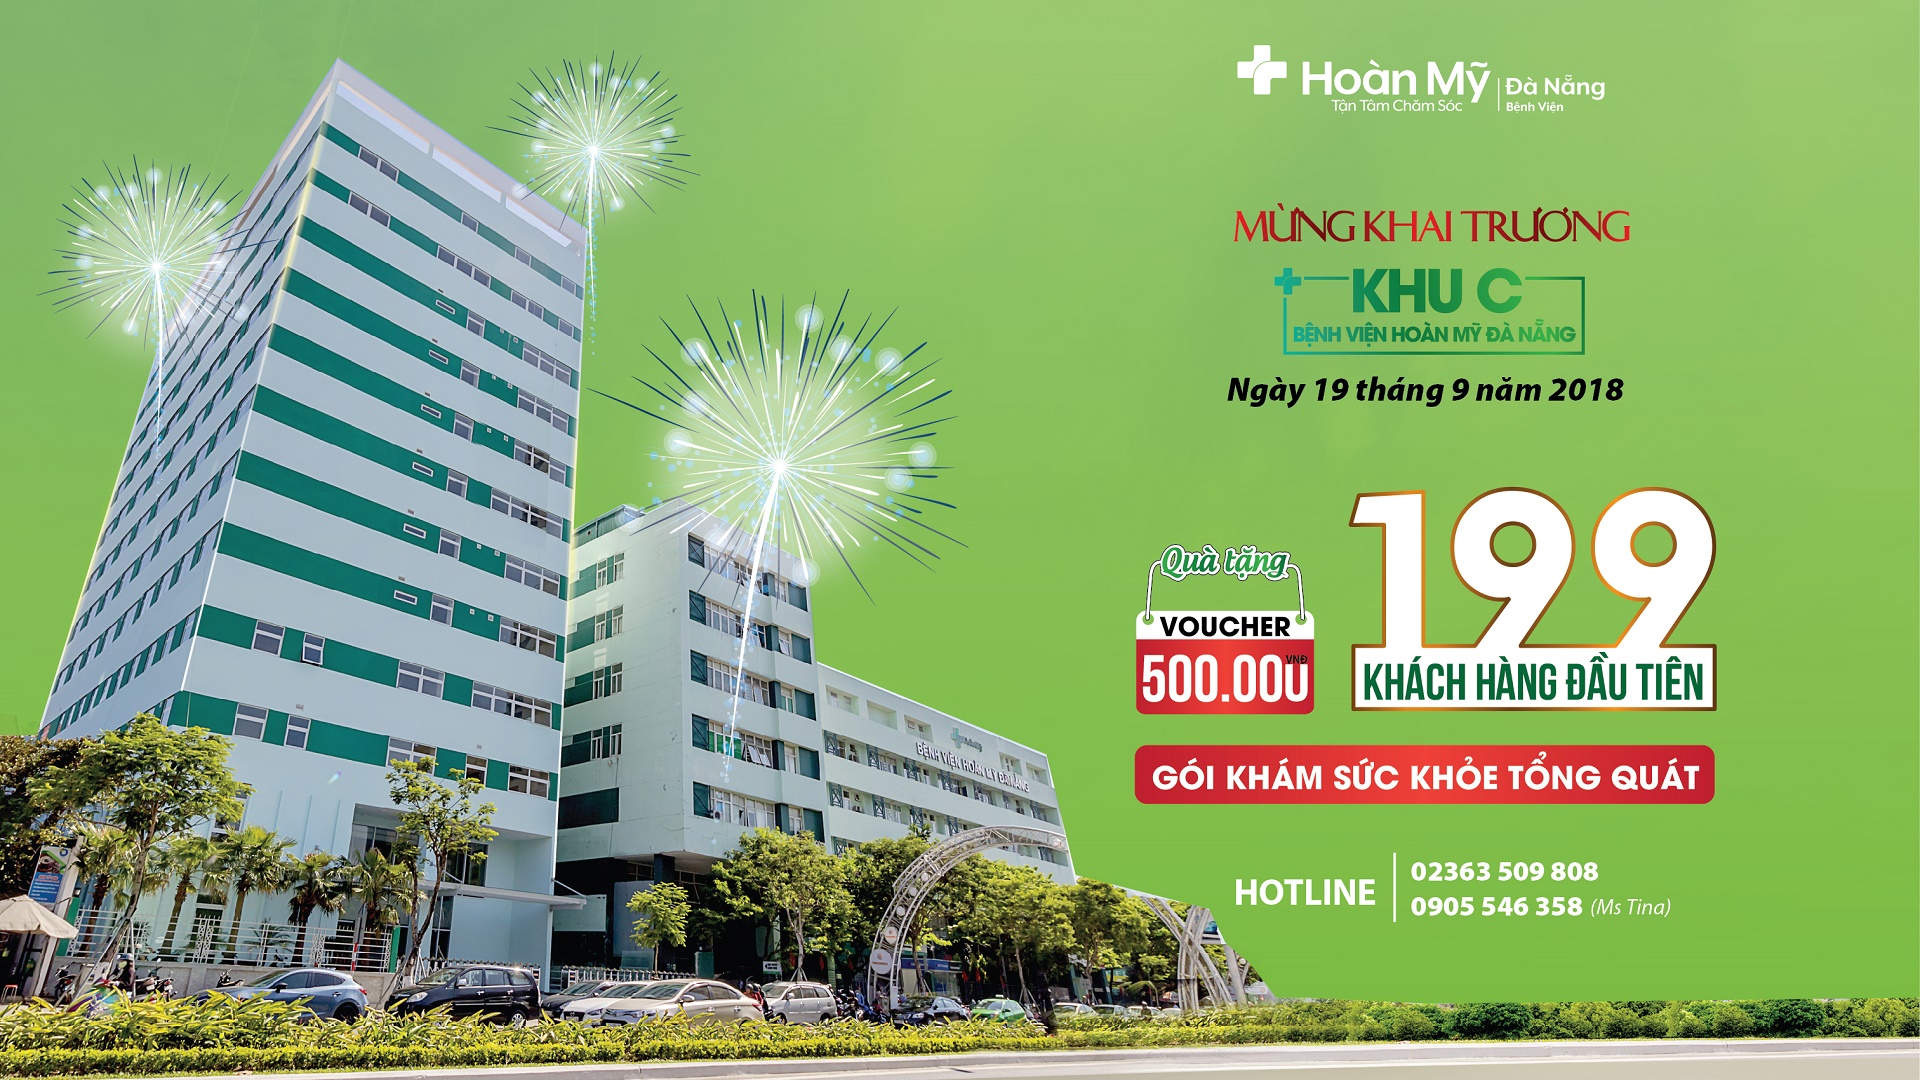 Hoàn Mỹ
Tận Tâm Chăm Sóc
Đà Nẵng
Bệnh Viện
MỪNG KHAI TRƯƠNG
KHU C
BỆNH VIỆN HOÀN MỸ ĐÀ NẴNG
Ngày 19 tháng 9 năm 2018
Quà tặng
VOUCHER
500.000 VNĐ
199
KHÁCH HÀNG ĐẦU TIÊN
GÓI KHÁM SỨC KHỎE TỔNG QUÁT
HOTLINE
02363 509 808
0905 546 358 (Ms Tina)
BỆNH VIỆN HOÀN MỸ ĐÀ NẴNG